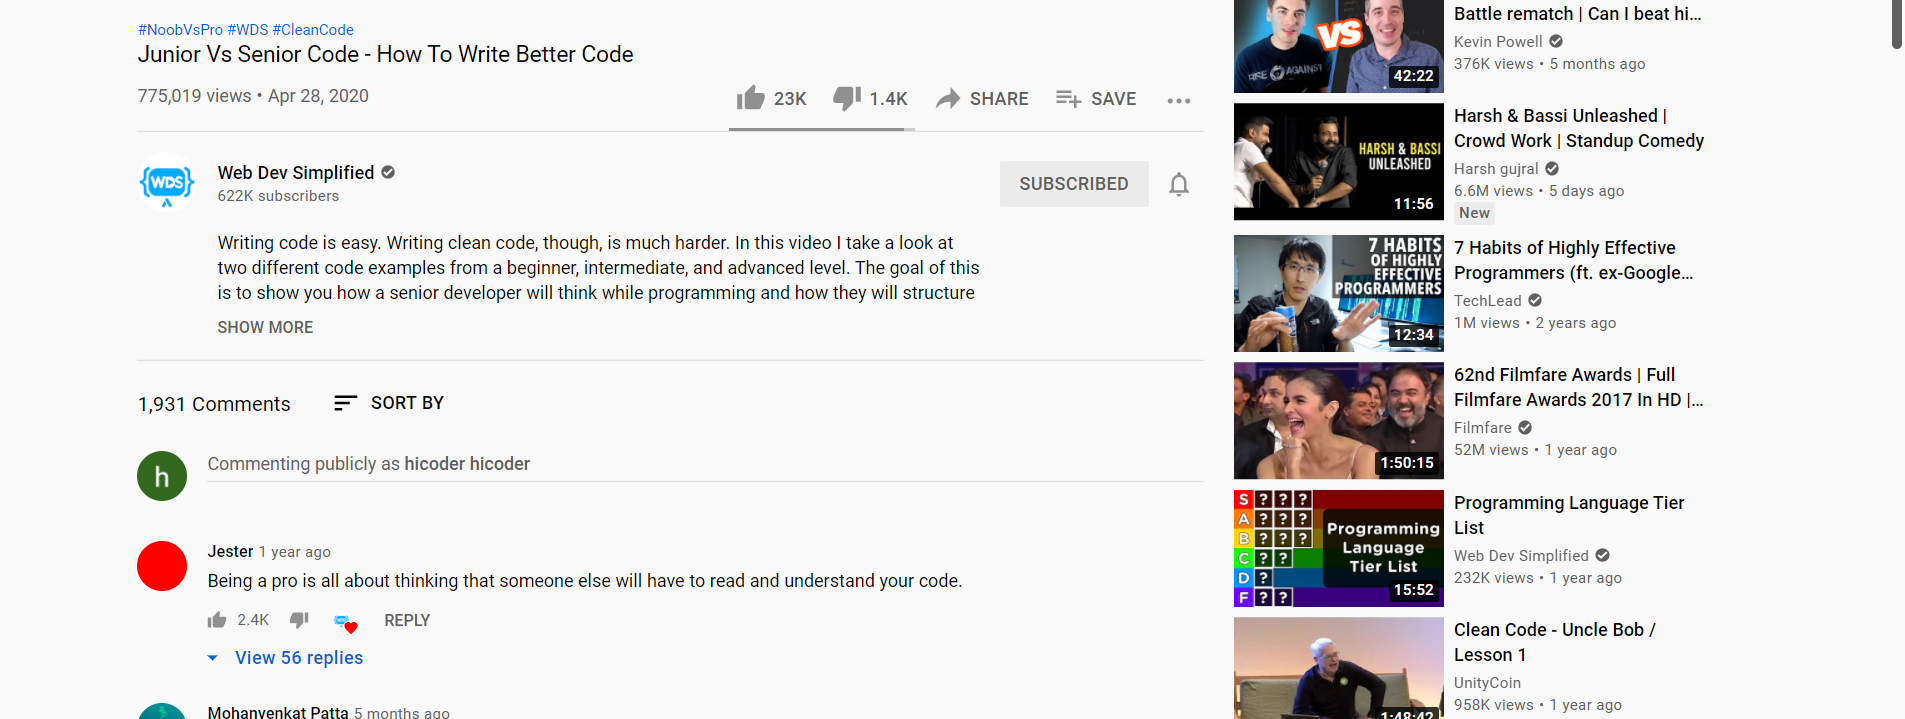 #NoobVsPro #WDS #CleanCode
Junior Vs Senior Code - How To Write Better Code
775,019 views • Apr 28, 2020
23K
1.4K
SHARE
SAVE
WDS
Web Dev Simplified
622K subscribers
SUBSCRIBED
Writing code is easy. Writing clean code, though, is much harder. In this video I take a look at
two different code examples from a beginner, intermediate, and advanced level. The goal of this
is to show you how a senior developer will think while programming and how they will structure
SHOW MORE
1,931 Comments
SORT BY
h
Commenting publicly as hicoder hicoder
Jester 1 year ago
Being a pro is all about thinking that someone else will have to read and understand your code.
2.4K
REPLY
View 56 replies
Mohanvenkat Patta 5 months ago
VS
RISE AGAINST
42:22
Battle rematch | Can I beat hi...
Kevin Powell
376K views • 5 months ago
HARSH & BASSI
UNLEASHED
11:56
Harsh & Bassi Unleashed |
Crowd Work | Standup Comedy
Harsh gujral
6.6M views • 5 days ago
New
7 HABITS
OF HIGHLY
EFFECTIVE
PROGRAMMERS
12:34
7 Habits of Highly Effective
Programmers (ft. ex-Google...
TechLead
1M views • 2 years ago
1:50:15
62nd Filmfare Awards | Full
Filmfare Awards 2017 In HD |...
Filmfare
52M views • 1 year ago
S ? ? ?
A ? ? ?
B ? ? ?
C ? ?
D ?
F ? ?
Programming
Language
Tier List
15:52
Programming Language Tier
List
Web Dev Simplified
232K views • 1 year ago
1:48:42
Clean Code - Uncle Bob /
Lesson 1
UnityCoin
958K views • 1 year ago